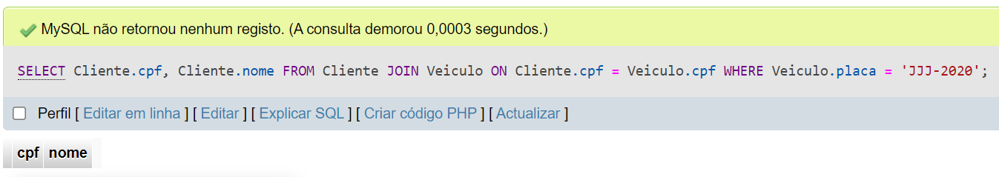 MySQL não retornou nenhum registo. (A consulta demorou 0,0003 segundos.)
SELECT Cliente.cpf, Cliente.nome FROM Cliente JOIN Veiculo ON Cliente.cpf = Veiculo.cpf WHERE Veiculo.placa = 'JJJ-2020';
Perfil [ Editar em linha ] [ Editar ] [ Explicar SQL ] [ Criar código PHP ] [ Actualizar ]
cpf nome